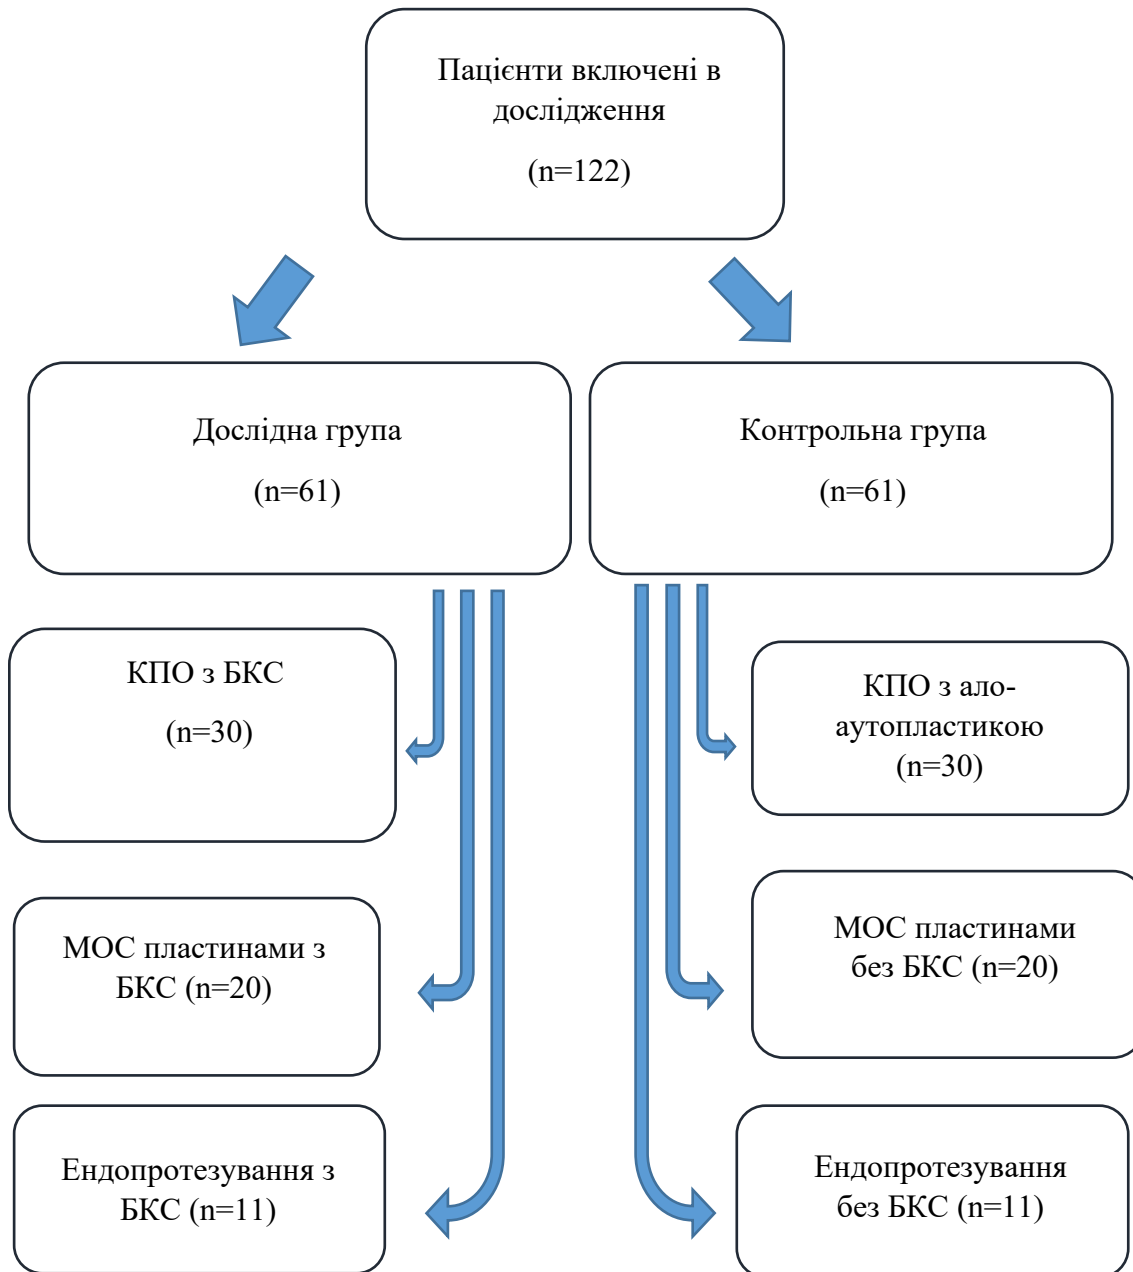 Пацієнти включені в
дослідження
(n=122)
Дослідна група
(n=61)
Контрольна група
(n=61)
КПО з БКС
(n=30)
КПО з ало-
аутопластикою
(n=30)
МОС пластинами з
БКС (n=20)
МОС пластинами
без БКС (n=20)
Ендопротезування з
БКС (n=11)
Ендопротезування
без БКС (n=11)